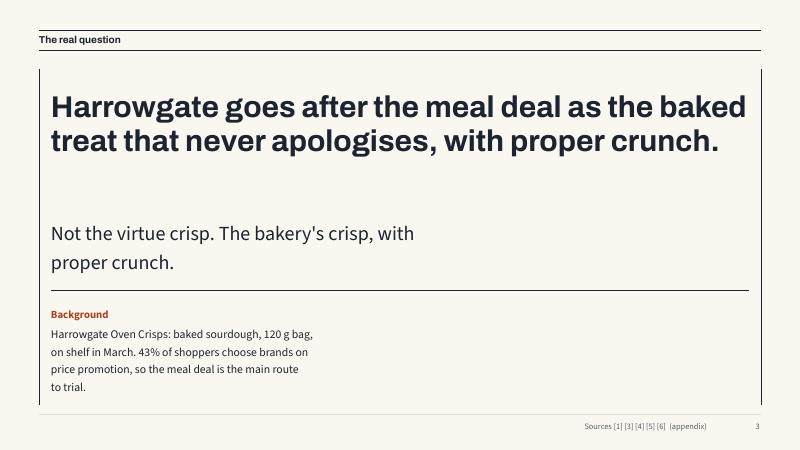 The real question
Harrowgate goes after the meal deal as the baked
treat that never apologises, with proper crunch.
Not the virtue crisp. The bakery's crisp, with
proper crunch.
Background
Harrowgate Oven Crisps: baked sourdough, 120 g bag,
on shelf in March. 43% of shoppers choose brands on
price promotion, so the meal deal is the main route
to trial.
Sources [1] [3] [4] [5] [6] (appendix)
3